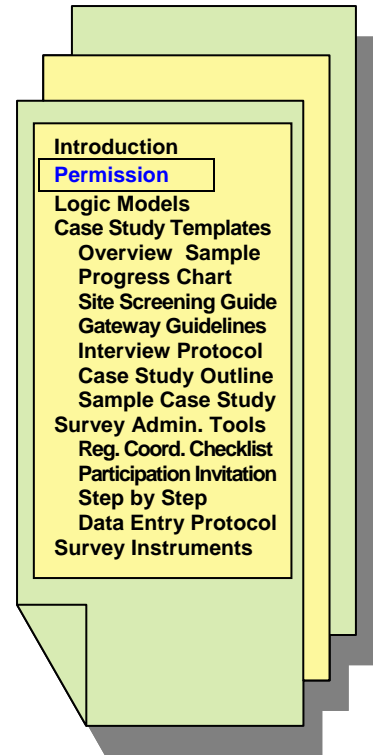 Introduction
Permission
Logic Models
Case Study Templates
Overview Sample
Progress Chart
Site Screening Guide
Gateway Guidelines
Interview Protocol
Case Study Outline
Sample Case Study
Survey Admin. Tools
Reg. Coord. Checklist
Participation Invitation
Step by Step
Data Entry Protocol
Survey Instruments